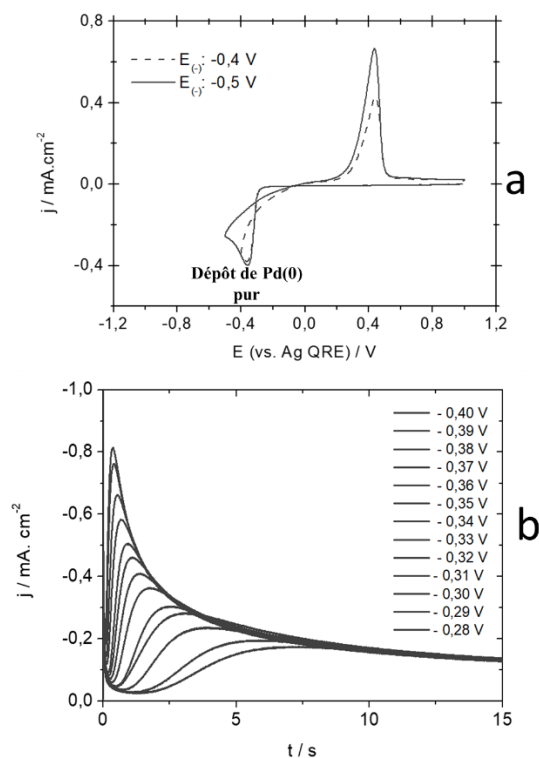 0,8
0,4
0,0
-0,4
j / mA.cm⁻²
E₍₋₎: -0,4 V
E₍₋₎: -0,5 V
Dépôt de Pd(0)
pur
a
-1,2 -0,8 -0,4 0,0 0,4 0,8 1,2
E (vs. Ag QRE) / V
-1,0
-0,8
-0,6
-0,4
-0,2
0,0
j / mA. cm⁻²
- 0,40 V
- 0,39 V
- 0,38 V
- 0,37 V
- 0,36 V
- 0,35 V
- 0,34 V
- 0,33 V
- 0,32 V
- 0,31 V
- 0,30 V
- 0,29 V
- 0,28 V
b
0 5 10 15
t / s